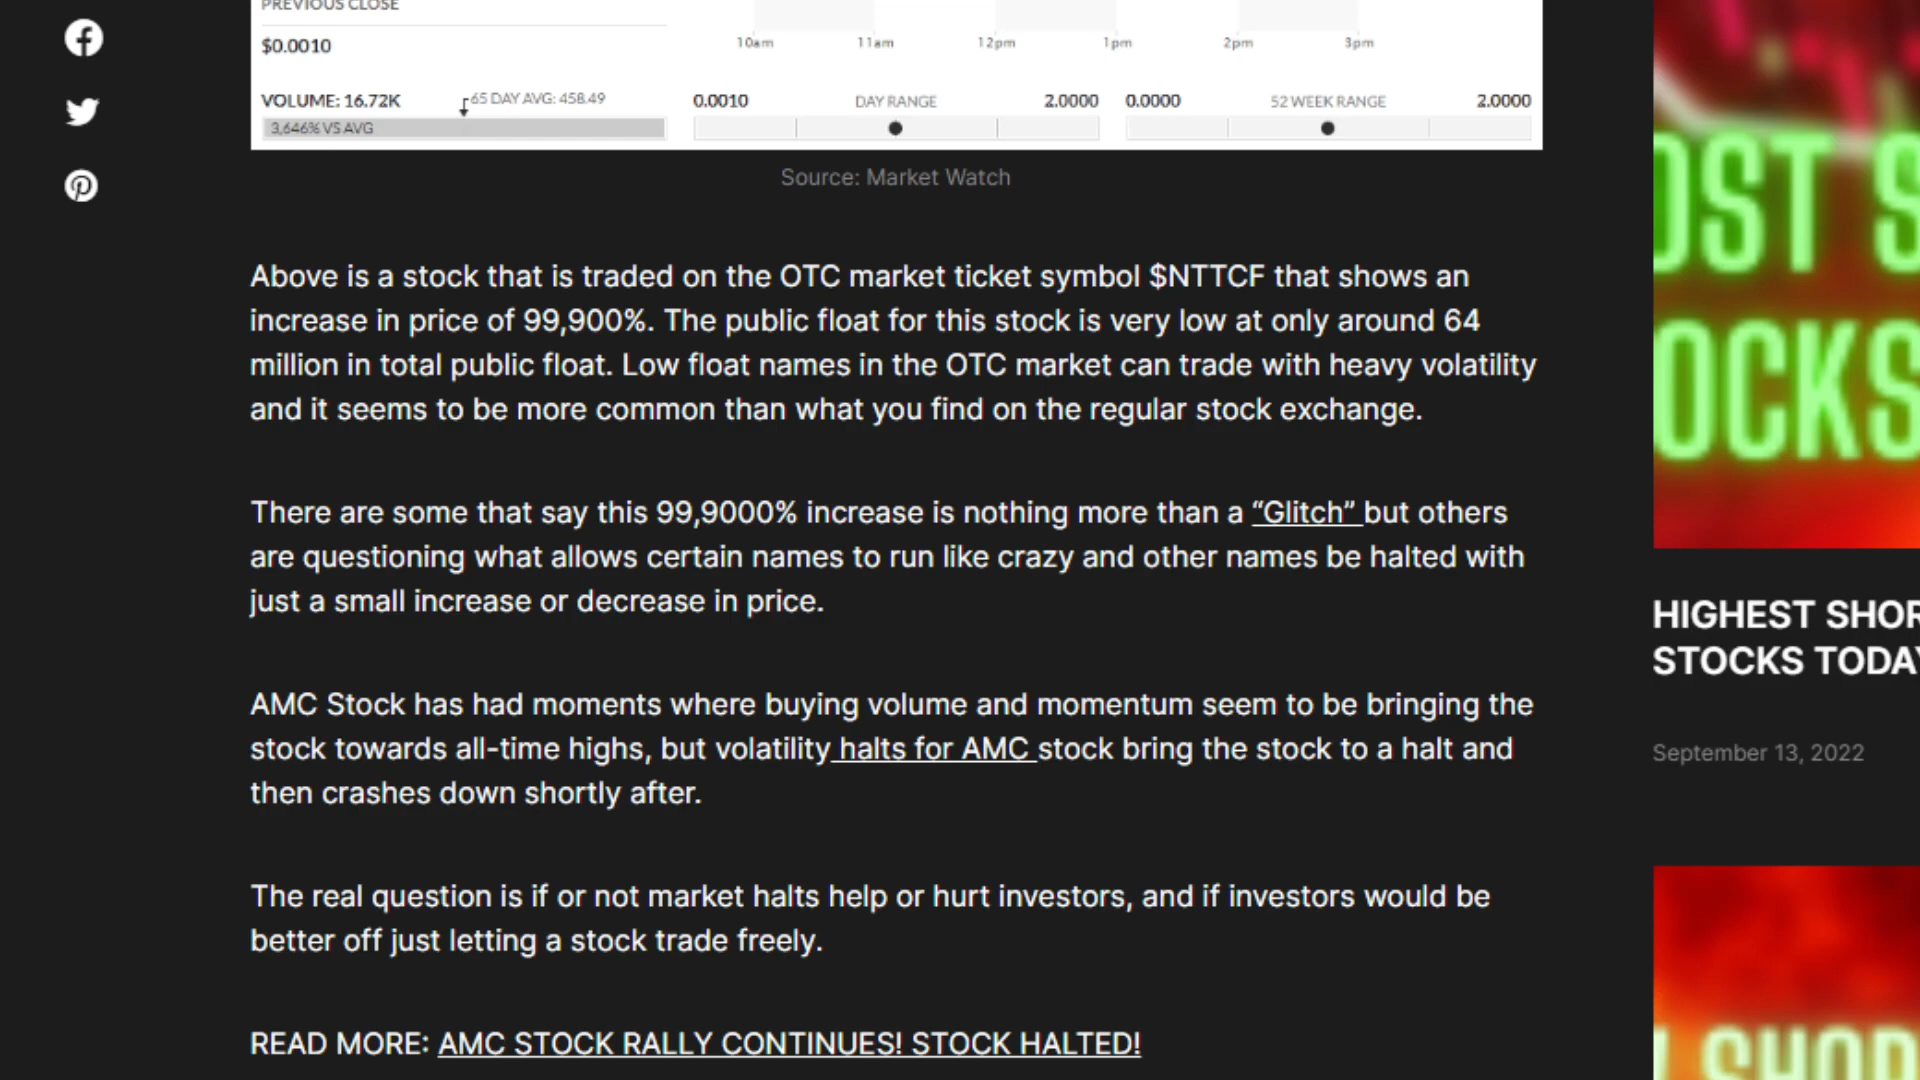 PREVIOUS CLOSE
$0.0010
10am 11am 12pm 1pm 2pm 3pm
VOLUME: 16.72K 65 DAY AVG: 458.49
3,646% VS AVG
0.0010 DAY RANGE 2.0000
0.0000 52 WEEK RANGE 2.0000
Source: Market Watch
Above is a stock that is traded on the OTC market ticket symbol $NTTCF that shows an
increase in price of 99,900%. The public float for this stock is very low at only around 64
million in total public float. Low float names in the OTC market can trade with heavy volatility
and it seems to be more common than what you find on the regular stock exchange.
There are some that say this 99,9000% increase is nothing more than a “Glitch” but others
are questioning what allows certain names to run like crazy and other names be halted with
just a small increase or decrease in price.
AMC Stock has had moments where buying volume and momentum seem to be bringing the
stock towards all-time highs, but volatility halts for AMC stock bring the stock to a halt and
then crashes down shortly after.
The real question is if or not market halts help or hurt investors, and if investors would be
better off just letting a stock trade freely.
READ MORE: AMC STOCK RALLY CONTINUES! STOCK HALTED!
OST S
OCKS
HIGHEST SHOR
STOCKS TODAY
September 13, 2022
SHOR